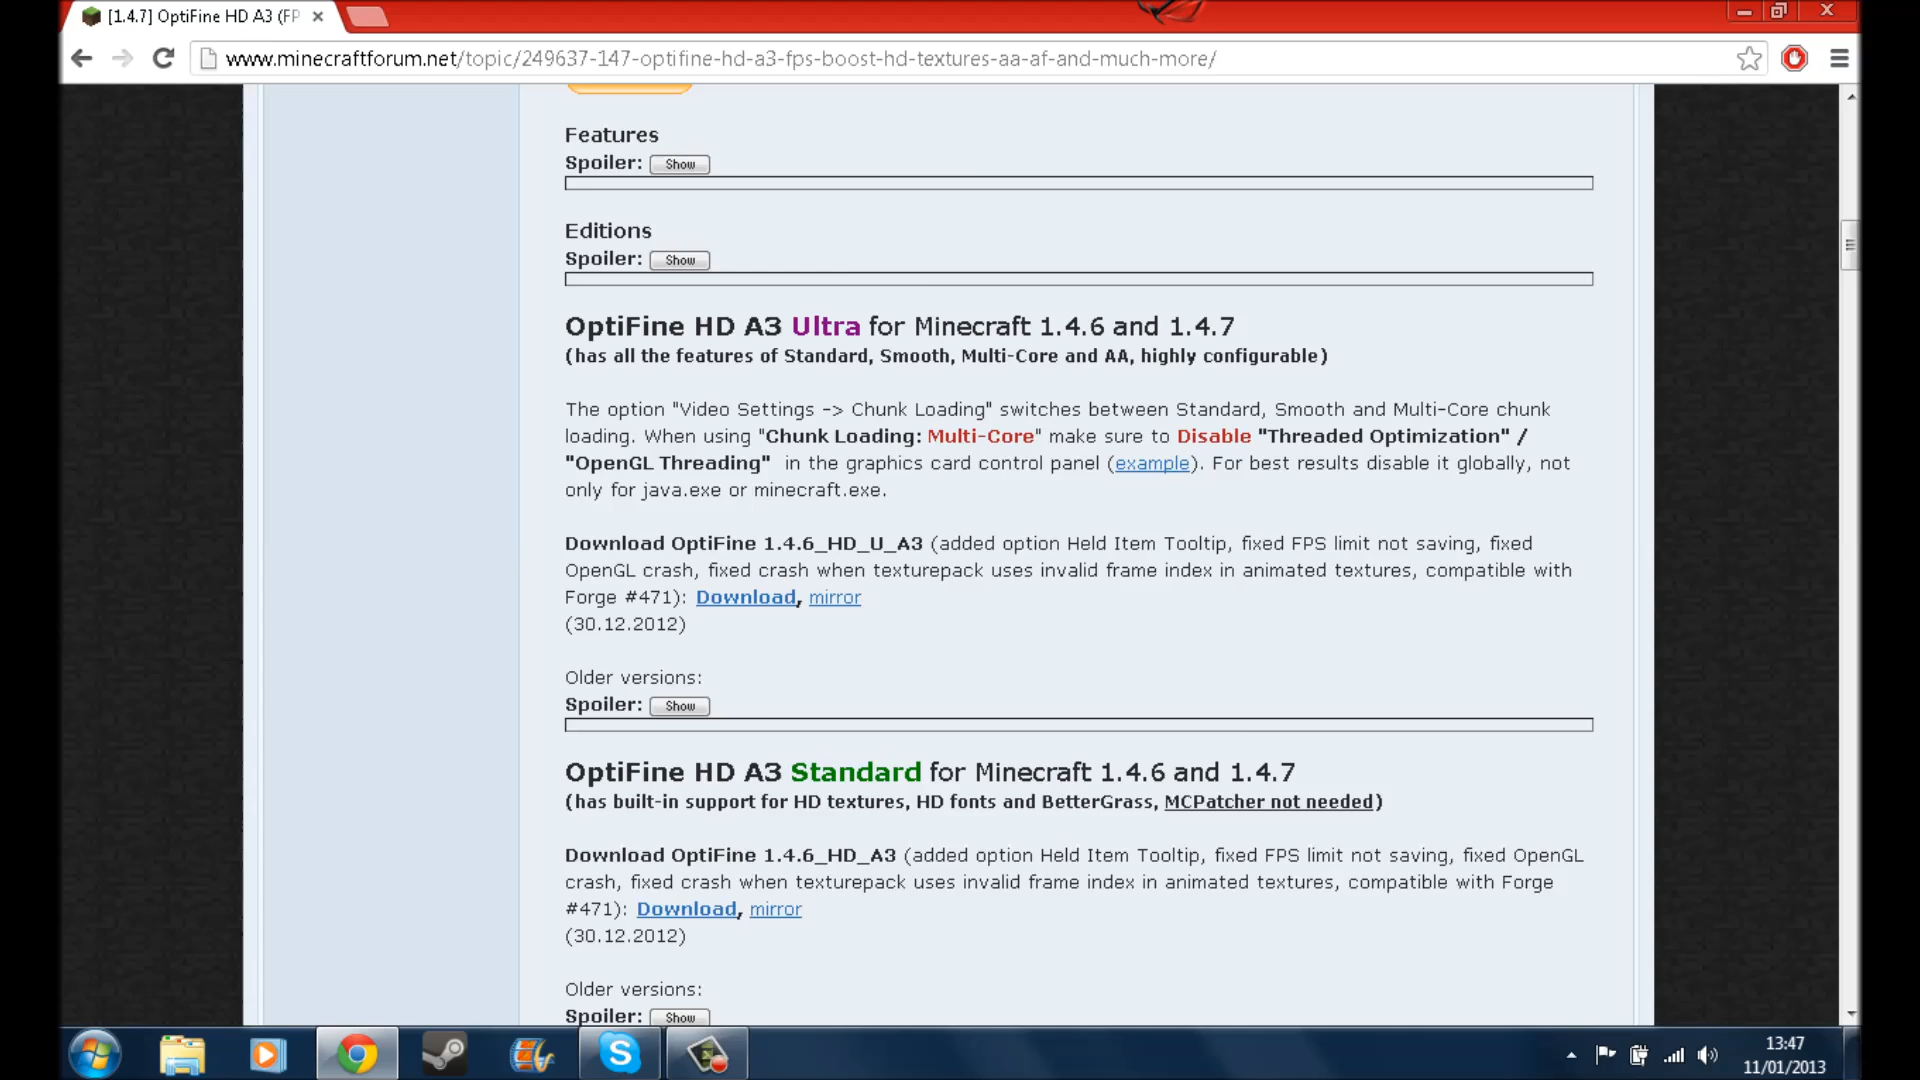 [1.4.7] OptiFine HD A3 (FP
www.minecraftforum.net/topic/249637-147-optifine-hd-a3-fps-boost-hd-textures-aa-af-and-much-more/
Features
Spoiler: Show
Editions
Spoiler: Show
OptiFine HD A3 Ultra for Minecraft 1.4.6 and 1.4.7
(has all the features of Standard, Smooth, Multi-Core and AA, highly configurable)
The option "Video Settings -> Chunk Loading" switches between Standard, Smooth and Multi-Core chunk
loading. When using "Chunk Loading: Multi-Core" make sure to Disable "Threaded Optimization" /
"OpenGL Threading" in the graphics card control panel (example). For best results disable it globally, not
only for java.exe or minecraft.exe.
Download OptiFine 1.4.6_HD_U_A3 (added option Held Item Tooltip, fixed FPS limit not saving, fixed
OpenGL crash, fixed crash when texturepack uses invalid frame index in animated textures, compatible with
Forge #471): Download, mirror
(30.12.2012)
Older versions:
Spoiler: Show
OptiFine HD A3 Standard for Minecraft 1.4.6 and 1.4.7
(has built-in support for HD textures, HD fonts and BetterGrass, MCPatcher not needed)
Download OptiFine 1.4.6_HD_A3 (added option Held Item Tooltip, fixed FPS limit not saving, fixed OpenGL
crash, fixed crash when texturepack uses invalid frame index in animated textures, compatible with Forge
#471): Download, mirror
(30.12.2012)
Older versions:
Spoiler: Show
13:47
11/01/2013